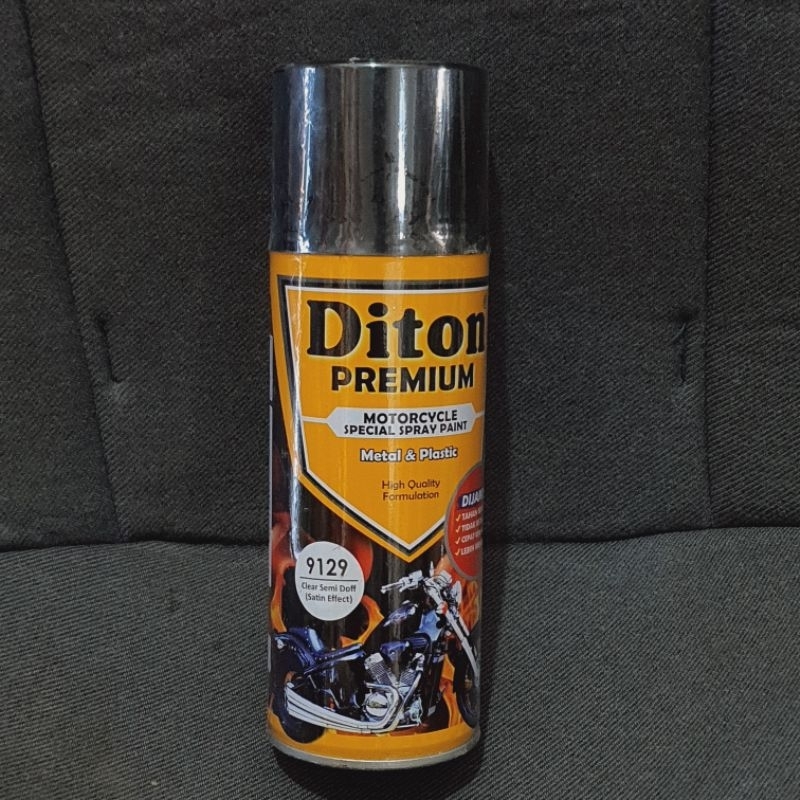 Diton
PREMIUM
MOTORCYCLE
SPECIAL SPRAY PAINT
Metal & Plastic
High Quality
Formulation
9129
Clear Semi Doff
(Satin Effect)